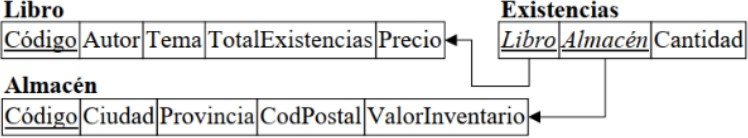 Libro
Código Autor Tema TotalExistencias Precio
Existencias
Libro Almacén Cantidad
Almacén
Código Ciudad Provincia CodPostal ValorInventario